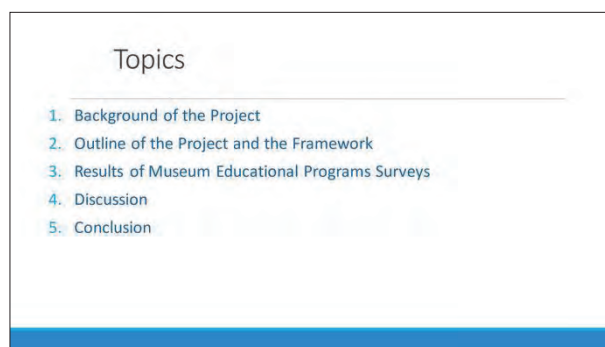 Topics
1. Background of the Project
2. Outline of the Project and the Framework
3. Results of Museum Educational Programs Surveys
4. Discussion
5. Conclusion